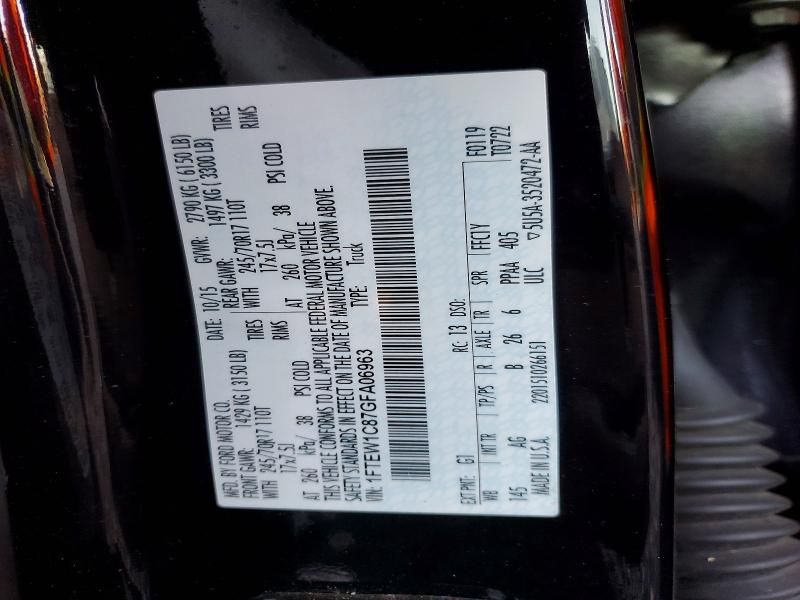 MFD. BY FORD MOTOR CO. DATE: 10/15 GVWR: 2790 KG ( 6150 LB)
FRONT GAWR: 1429 KG ( 3150 LB) REAR GAWR: 1497 KG ( 3300 LB)
WITH 245/70R17 110T TIRES WITH 245/70R17 110T TIRES
17x7.5J RIMS 17x7.5J RIMS
AT 260 kPa/ 38 PSI COLD AT 260 kPa/ 38 PSI COLD
THIS VEHICLE CONFORMS TO ALL APPLICABLE FEDERAL MOTOR VEHICLE
SAFETY STANDARDS IN EFFECT ON THE DATE OF MANUFACTURE SHOWN ABOVE.
VIN: 1FTEW1C87GFA06963 TYPE: Truck
EXT PNT: G1 RC: 13 DSO: F0119
WB INT TR TP/PS R AXLE TR SPR FFC1Y T0722
145 AG B 26 6 PPAA 405
MADE IN U.S.A. 2201510266151 ULC ▽5U5A-3520472-AA